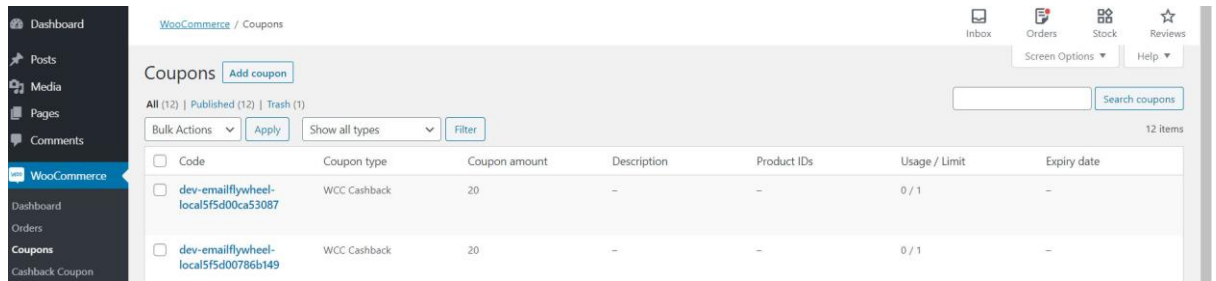 Dashboard
Posts
Media
Pages
Comments
WooCommerce
Dashboard
Orders
Coupons
Cashback Coupon
WooCommerce / Coupons
Inbox
Orders
Stock
Reviews
Screen Options ▼
Help ▼
Coupons Add coupon
All (12) | Published (12) | Trash (1)
Search coupons
Bulk Actions Apply Show all types Filter
12 items
Code Coupon type Coupon amount Description Product IDs Usage / Limit Expiry date
dev-emailflywheel- WCC Cashback 20 – – 0 / 1 –
local5f5d00ca53087
dev-emailflywheel- WCC Cashback 20 – – 0 / 1 –
local5f5d00786b149